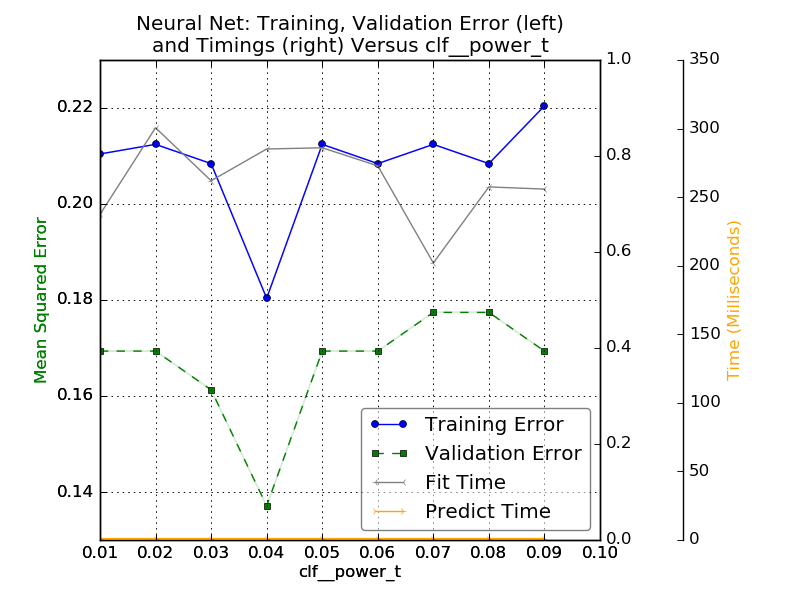 Neural Net: Training, Validation Error (left)
and Timings (right) Versus clf__power_t
Mean Squared Error
0.22
0.20
0.18
0.16
0.14
1.0
0.8
0.6
0.4
0.2
0.0
350
300
250
200
150
100
50
0
Time (Milliseconds)
Training Error
Validation Error
Fit Time
Predict Time
0.01 0.02 0.03 0.04 0.05 0.06 0.07 0.08 0.09 0.10
clf__power_t